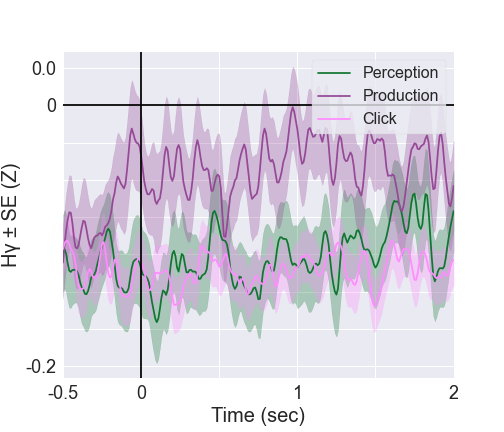 Perception
Production
Click
0.0
0
-0.2
Hγ ± SE (Z)
-0.5
0
1
2
Time (sec)